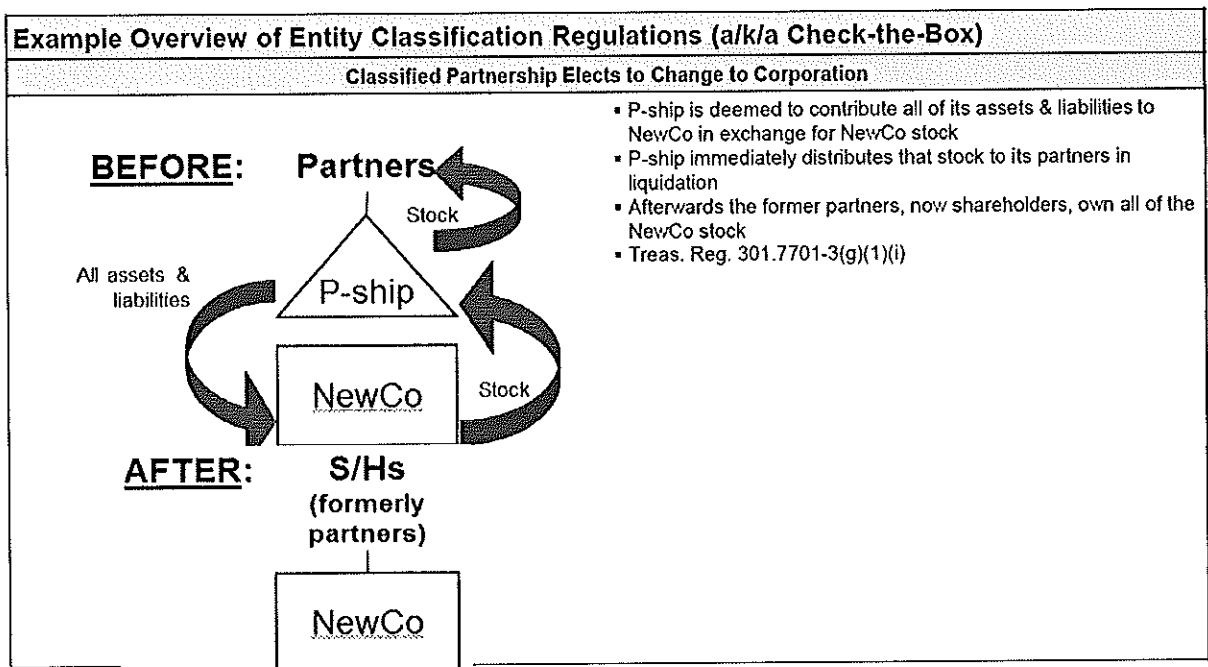 Example Overview of Entity Classification Regulations (a/k/a Check-the-Box)
Classified Partnership Elects to Change to Corporation
▪ P-ship is deemed to contribute all of its assets & liabilities to
NewCo in exchange for NewCo stock
▪ P-ship immediately distributes that stock to its partners in
liquidation
▪ Afterwards the former partners, now shareholders, own all of the
NewCo stock
▪ Treas. Reg. 301.7701-3(g)(1)(i)
BEFORE:
Partners
Stock
All assets &
liabilities
P-ship
NewCo
Stock
AFTER:
S/Hs
(formerly
partners)
NewCo